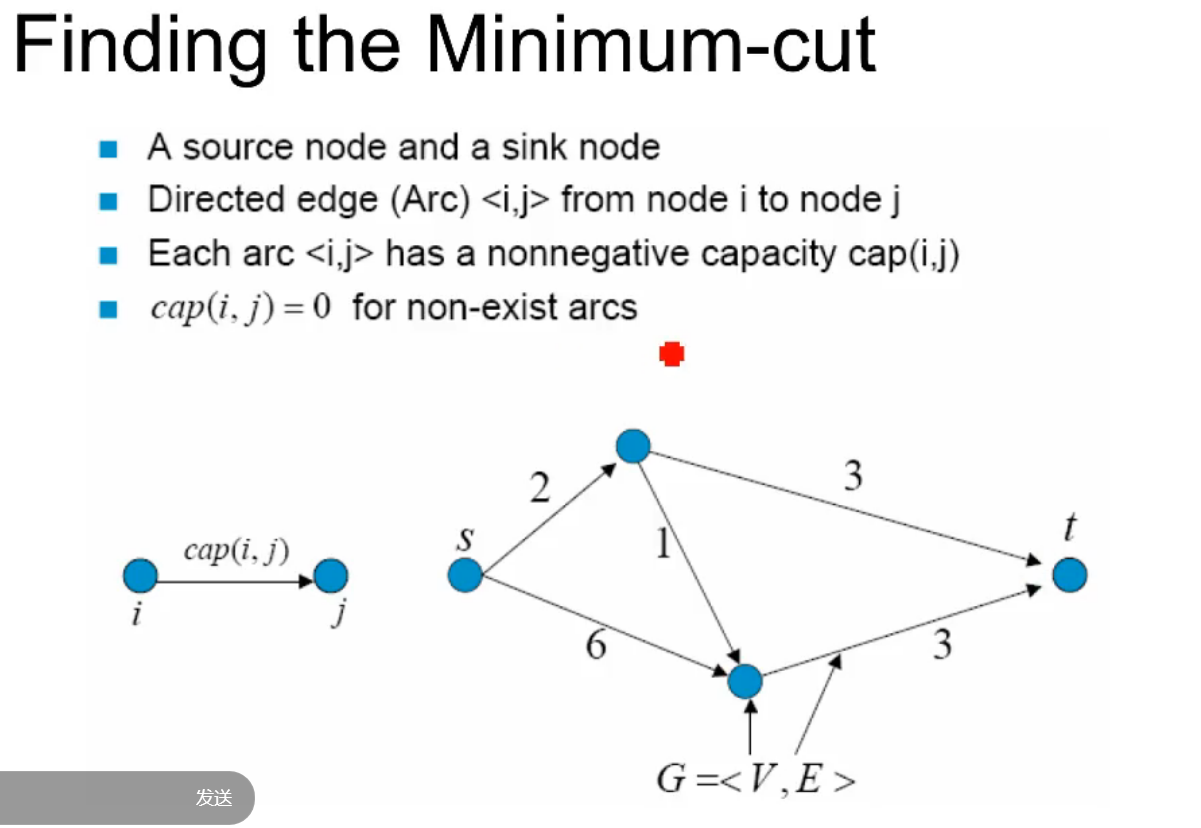 Finding the Minimum-cut
A source node and a sink node
Directed edge (Arc) <i,j> from node i to node j
Each arc <i,j> has a nonnegative capacity cap(i,j)
cap(i, j) = 0 for non-exist arcs
cap(i, j)
i
j
s
2
1
6
3
3
t
G =< V , E >
发送